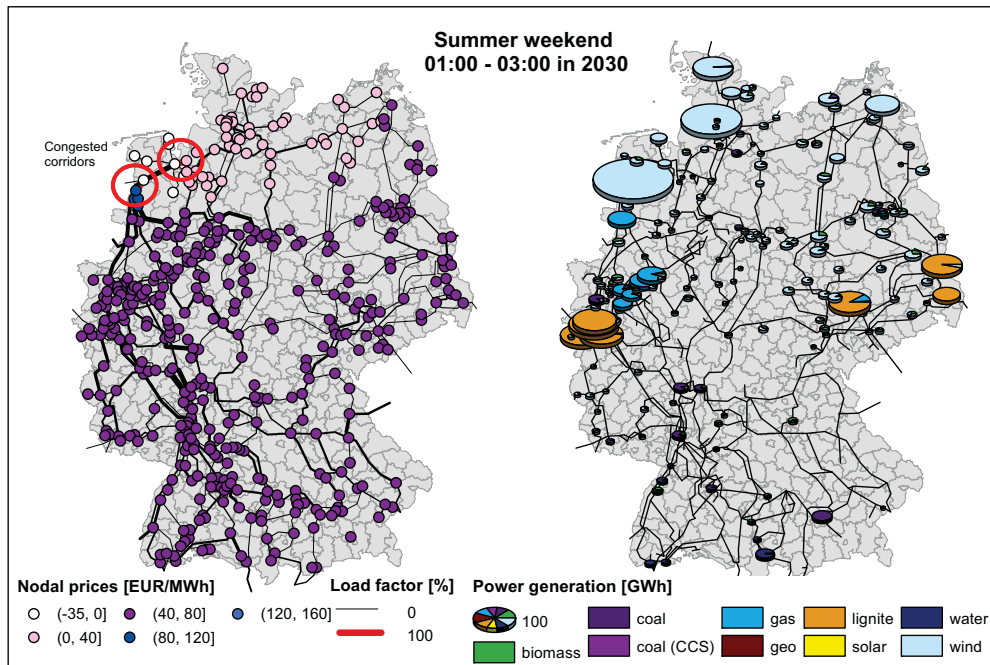 Summer weekend
01:00 - 03:00 in 2030
Congested
corridors
Nodal prices [EUR/MWh]
(-35, 0]
(40, 80]
(120, 160]
(0, 40]
(80, 120]
Load factor [%]
0
100
Power generation [GWh]
100
coal
gas
lignite
water
biomass
coal (CCS)
geo
solar
wind